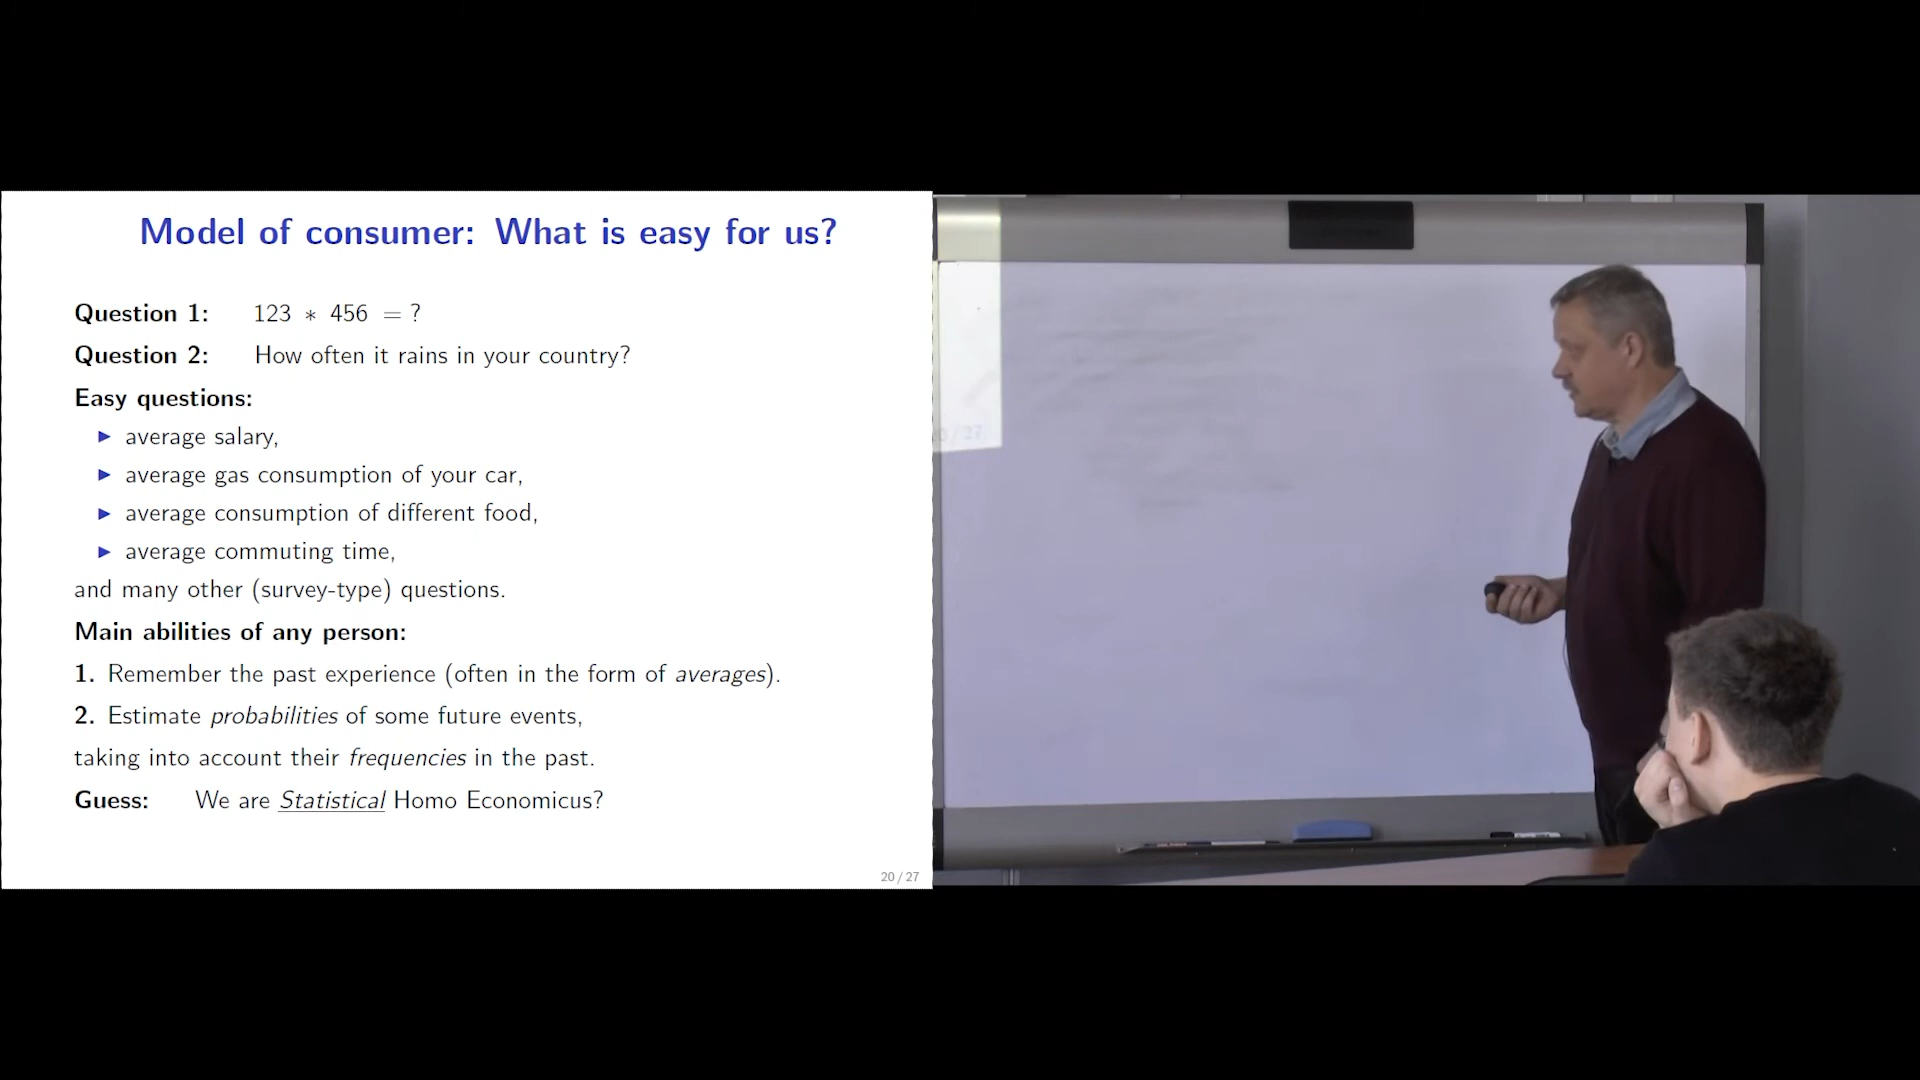 Model of consumer: What is easy for us?
Question 1: 123 ∗ 456 = ?
Question 2: How often it rains in your country?
Easy questions:
▶ average salary,
▶ average gas consumption of your car,
▶ average consumption of different food,
▶ average commuting time,
and many other (survey-type) questions.
Main abilities of any person:
1. Remember the past experience (often in the form of averages).
2. Estimate probabilities of some future events,
taking into account their frequencies in the past.
Guess: We are Statistical Homo Economicus?
20 / 27
/ 27